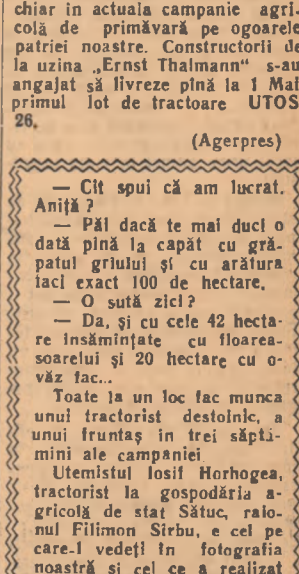 chiar in actuala campanie agri-
colă de primăvară pe ogoarele
patriei noastre. Constructorii de
la uzina „Ernst Thalmann“ s-au
angajat să livreze pînă la 1 Mai
primul lot de tractoare UTOS
26.
(Agerpres)
— Cit spui că am lucrat,
Aniță ?
— Păi dacă te mai duci o
dată pînă la capăt cu gră-
patul griului și cu arătura
faci exact 100 de hectare.
— O sută zici ?
— Da, și cu cele 42 hecta-
re însămînțate cu floarea-
soarelui și 20 hectare cu o-
văz fac...
Toate la un loc fac munca
unui tractorist destoinic, a
unui fruntaș în trei săptă-
mini ale campaniei
Utemistul Iosif Horhogea,
tractorist la gospodăria a-
gricolă de stat Sătuc, raio-
nul Filimon Sirbu, e cel pe
care-l vedeți în fotografia
noastră și cel ce a realizat